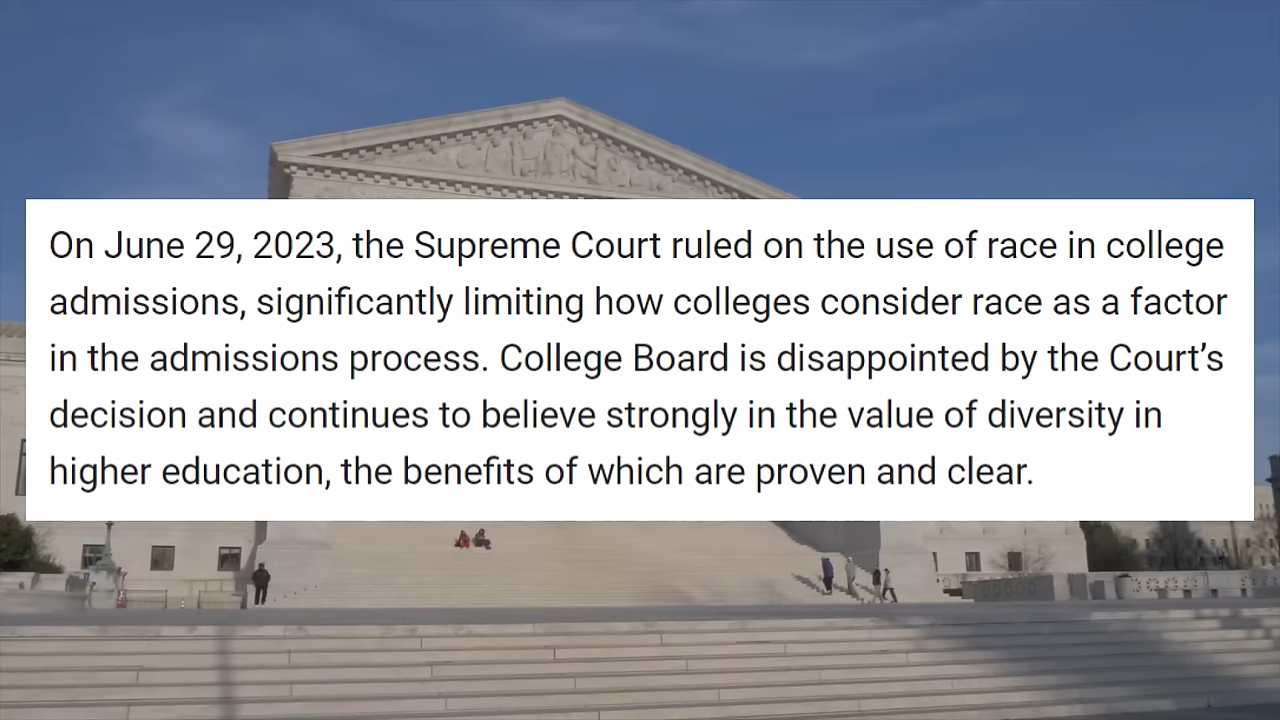 On June 29, 2023, the Supreme Court ruled on the use of race in college
admissions, significantly limiting how colleges consider race as a factor
in the admissions process. College Board is disappointed by the Court’s
decision and continues to believe strongly in the value of diversity in
higher education, the benefits of which are proven and clear.